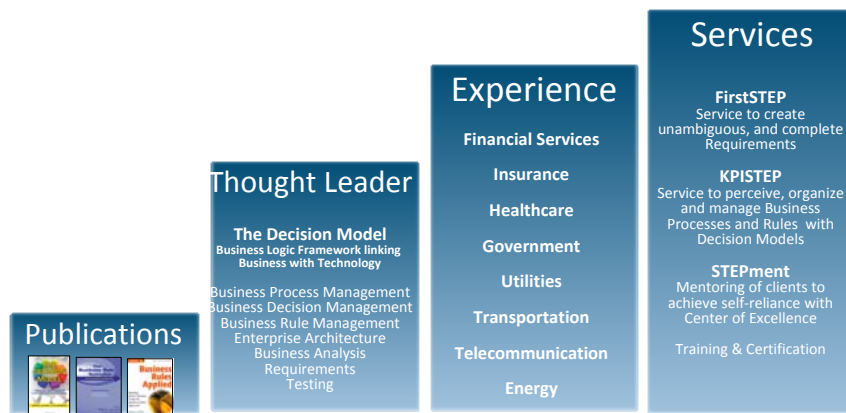 Publications
Business
Rules
Applied
Thought Leader
The Decision Model
Business Logic Framework linking
Business with Technology
Business Process Management
Business Decision Management
Business Rule Management
Enterprise Architecture
Business Analysis
Requirements
Testing
Experience
Financial Services
Insurance
Healthcare
Government
Utilities
Transportation
Telecommunication
Energy
Services
FirstSTEP
Service to create
unambiguous, and complete
Requirements
KPISTEP
Service to perceive, organize
and manage Business
Processes and Rules with
Decision Models
STEPment
Mentoring of clients to
achieve self-reliance with
Center of Excellence
Training & Certification